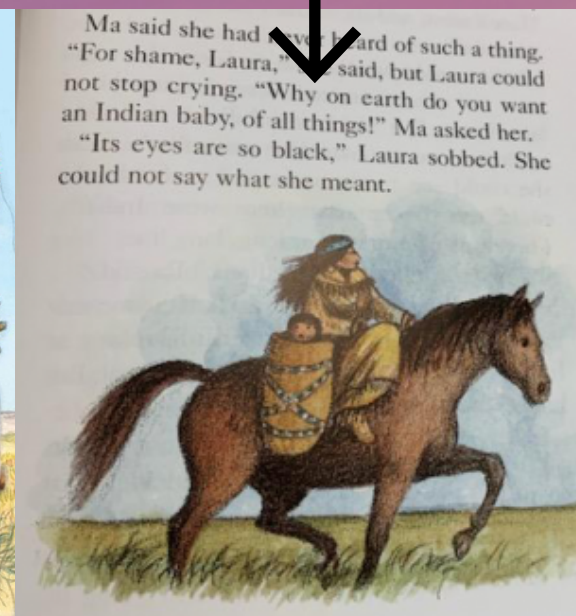 Ma said she had never heard of such a thing.
“For shame, Laura,” said, but Laura could
not stop crying. “Why on earth do you want
an Indian baby, of all things!” Ma asked her.
“Its eyes are so black,” Laura sobbed. She
could not say what she meant.